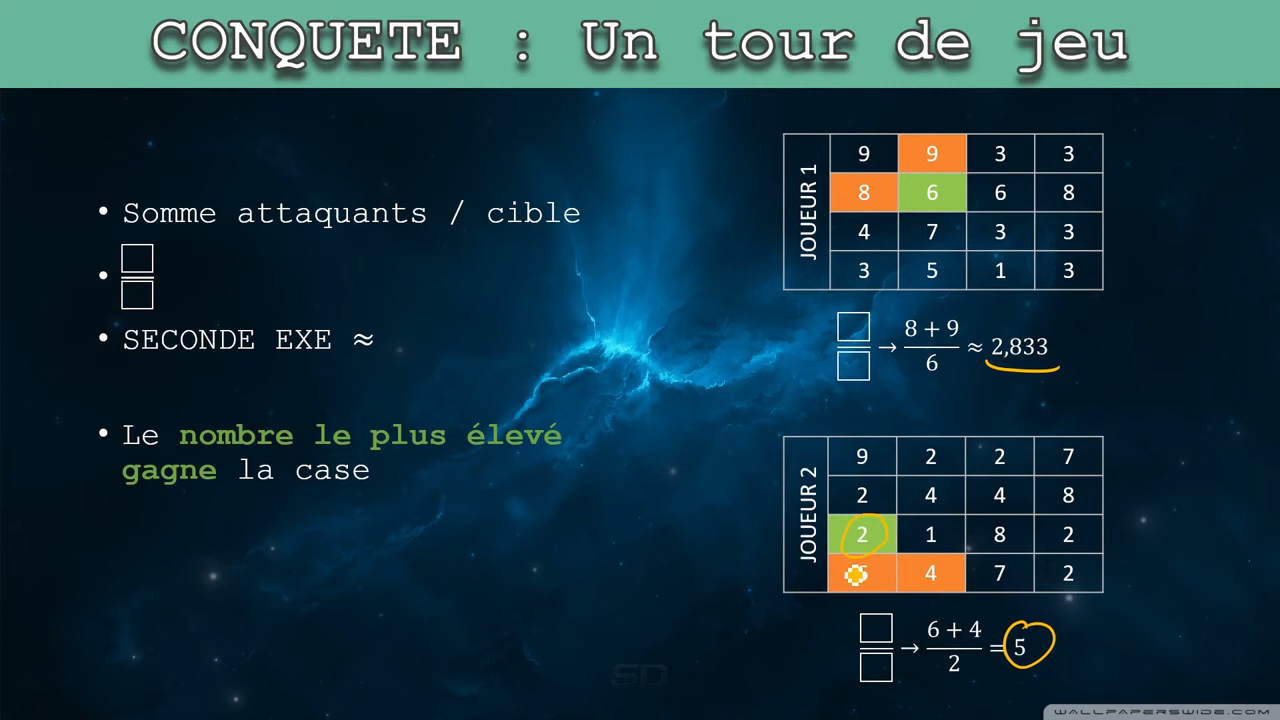 CONQUETE : Un tour de jeu
• Somme attaquants / cible
• □/□
• SECONDE EXE ≈
• Le nombre le plus élevé
gagne la case
JOUEUR 1
9 9 3 3
8 6 6 8
4 7 3 3
3 5 1 3
□/□ → (8 + 9)/6 ≈ 2,833
JOUEUR 2
9 2 2 7
2 4 4 8
2 1 8 2
4 7 2
□/□ → (6 + 4)/2 = 5
SD
WALLPAPERSWIDE.COM